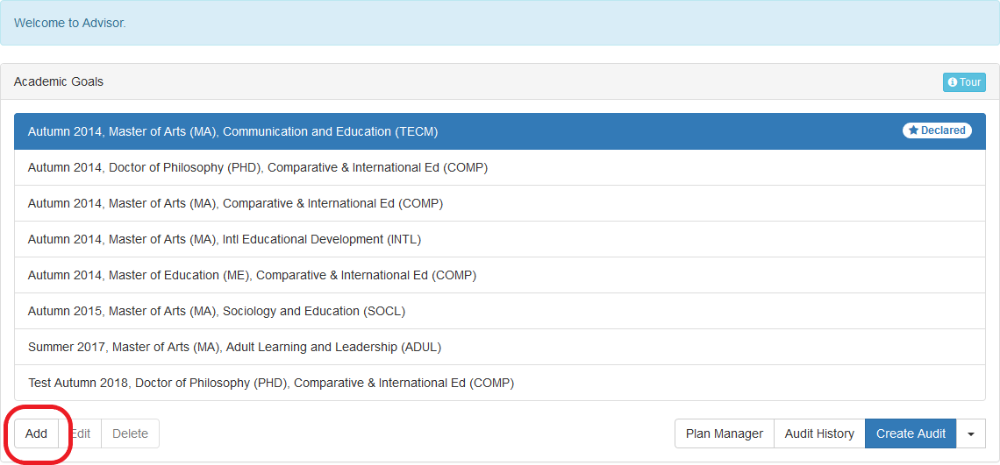 Welcome to Advisor.
Academic Goals
Tour
Autumn 2014, Master of Arts (MA), Communication and Education (TECM)
Declared
Autumn 2014, Doctor of Philosophy (PHD), Comparative & International Ed (COMP)
Autumn 2014, Master of Arts (MA), Comparative & International Ed (COMP)
Autumn 2014, Master of Arts (MA), Intl Educational Development (INTL)
Autumn 2014, Master of Education (ME), Comparative & International Ed (COMP)
Autumn 2015, Master of Arts (MA), Sociology and Education (SOCL)
Summer 2017, Master of Arts (MA), Adult Learning and Leadership (ADUL)
Test Autumn 2018, Doctor of Philosophy (PHD), Comparative & International Ed (COMP)
Add Edit Delete Plan Manager Audit History Create Audit